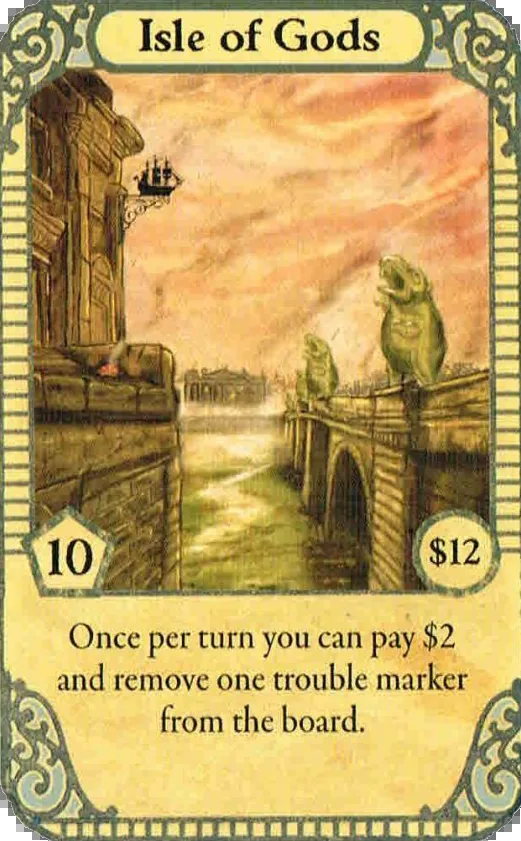 Isle of Gods
10
$12
Once per turn you can pay $2
and remove one trouble marker
from the board.